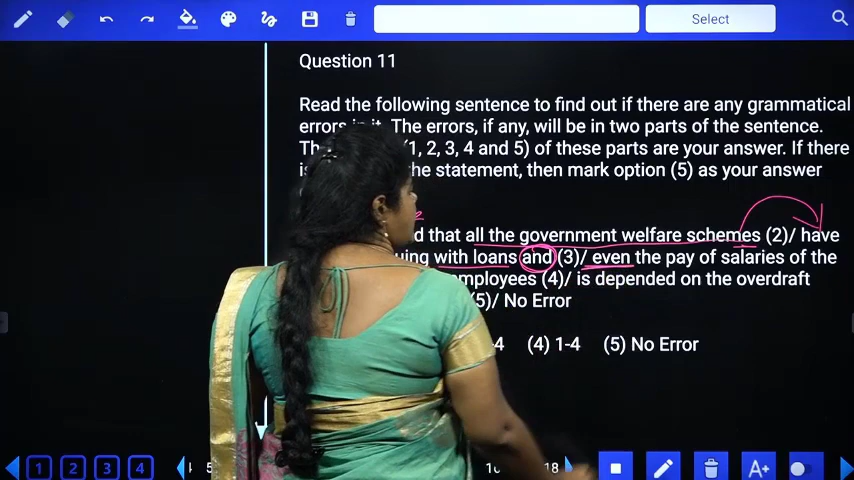 Select
Question 11
Read the following sentence to find out if there are any grammatical
errors in it. The errors, if any, will be in two parts of the sentence.
(1, 2, 3, 4 and 5) of these parts are your answer. If there
the statement, then mark option (5) as your answer
that all the government welfare schemes (2)/ have
with loans and (3)/ even the pay of salaries of the
employees (4)/ is depended on the overdraft
(5)/ No Error
-4 (4) 1-4 (5) No Error
1 2 3 4 5 18 A+